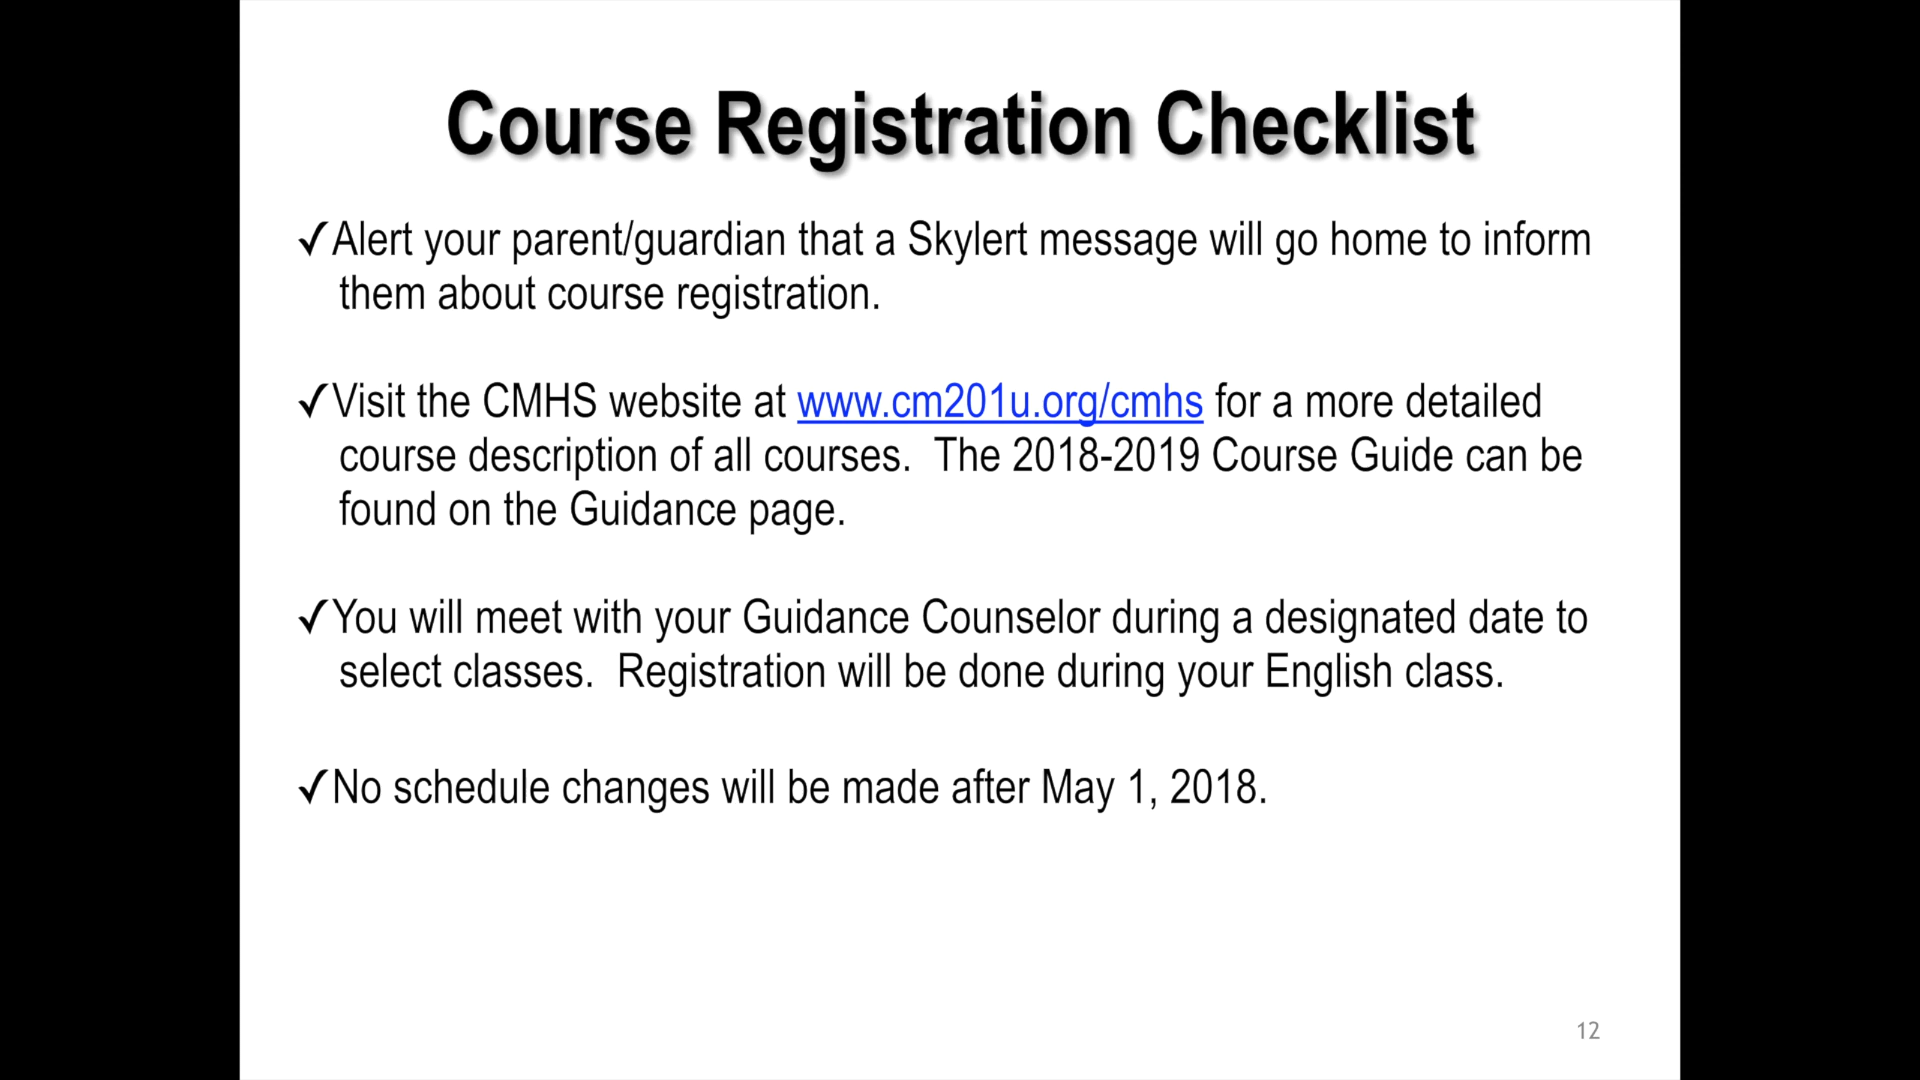 Course Registration Checklist
✓Alert your parent/guardian that a Skylert message will go home to inform
them about course registration.
✓Visit the CMHS website at www.cm201u.org/cmhs for a more detailed
course description of all courses.  The 2018-2019 Course Guide can be
found on the Guidance page.
✓You will meet with your Guidance Counselor during a designated date to
select classes.  Registration will be done during your English class.
✓No schedule changes will be made after May 1, 2018.
12